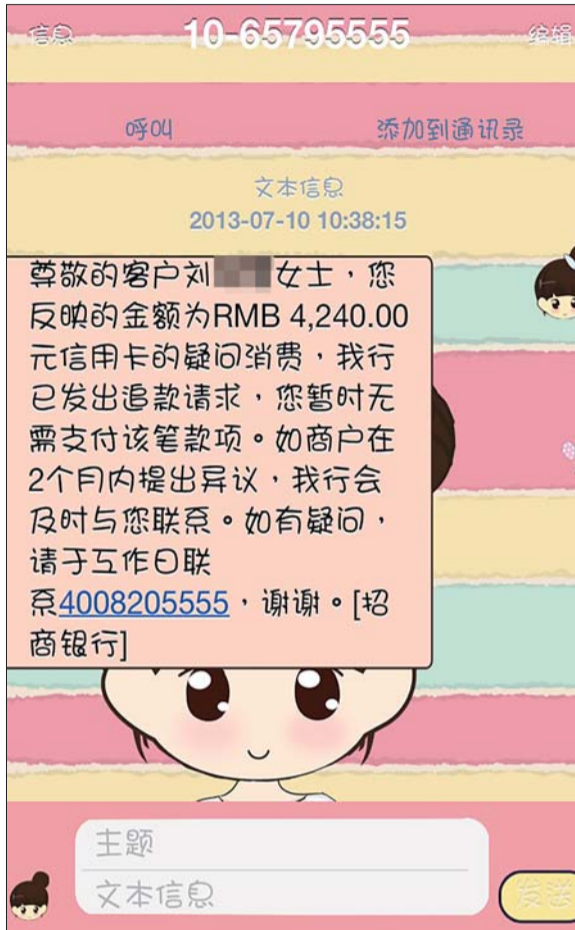 信息
10-65795555
编辑
呼叫
添加到通讯录
文本信息
2013-07-10 10:38:15
尊敬的客户刘 女士，您
反映的金额为RMB 4,240.00
元信用卡的疑问消费，我行
已发出追款请求，您暂时无
需支付该笔款项。如商户在
2个月内提出异议，我行会
及时与您联系。如有疑问，
请于工作日联
系4008205555，谢谢。[招
商银行]
主题
文本信息
发送